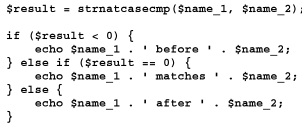 $result = strnatcasecmp($name_1, $name_2);
if ($result < 0) {
    echo $name_1 . ' before ' . $name_2;
} else if ($result == 0) {
    echo $name_1 . ' matches ' . $name_2;
} else {
    echo $name_1 . ' after ' . $name_2;
}